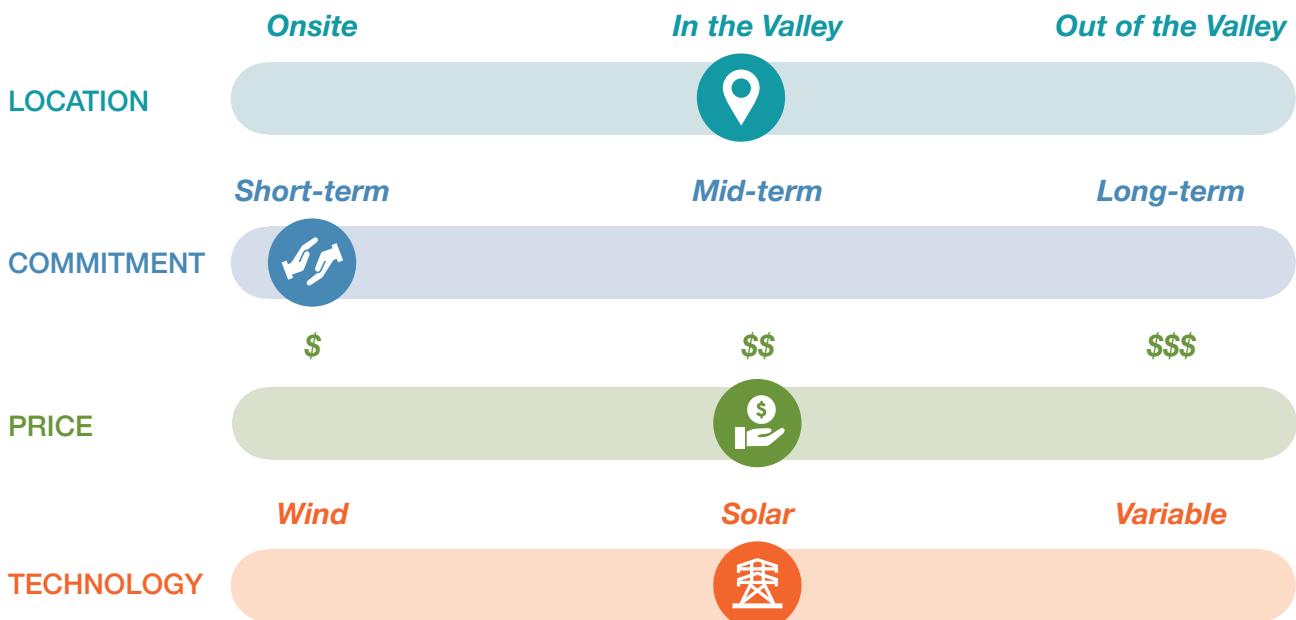 Onsite In the Valley Out of the Valley
LOCATION
Short-term Mid-term Long-term
COMMITMENT
$ $$ $$$
PRICE
$
Wind Solar Variable
TECHNOLOGY